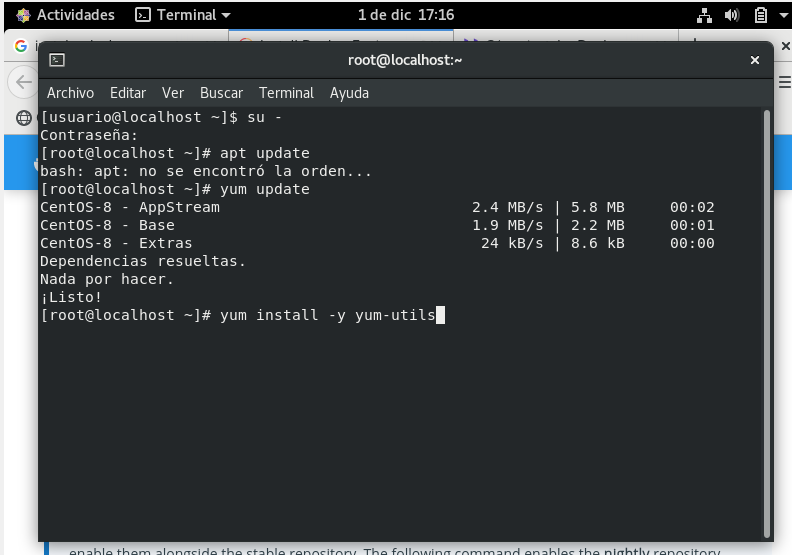 Actividades Terminal 1 de dic 17:16
root@localhost:~
Archivo Editar Ver Buscar Terminal Ayuda
[usuario@localhost ~]$ su -
Contraseña:
[root@localhost ~]# apt update
bash: apt: no se encontró la orden...
[root@localhost ~]# yum update
CentOS-8 - AppStream 2.4 MB/s | 5.8 MB 00:02
CentOS-8 - Base 1.9 MB/s | 2.2 MB 00:01
CentOS-8 - Extras 24 kB/s | 8.6 kB 00:00
Dependencias resueltas.
Nada por hacer.
¡Listo!
[root@localhost ~]# yum install -y yum-utils
enable them alongside the stable repository. The following command enables the nightly repository.